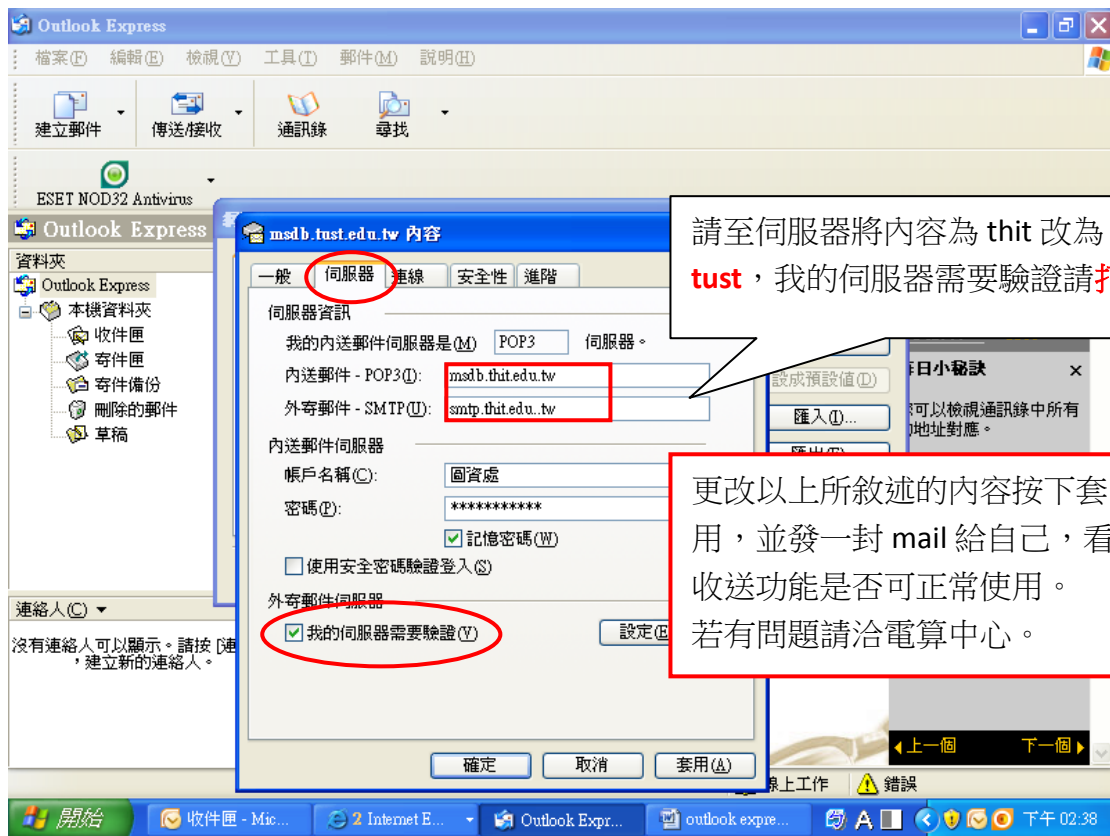 Outlook Express
檔案(F) 編輯(E) 檢視(V) 工具(T) 郵件(M) 說明(H)
建立郵件 傳送/接收 通訊錄 尋找
ESET NOD32 Antivirus
Outlook Express
資料夾
Outlook Express
本機資料夾
收件匣
寄件匣
寄件備份
刪除的郵件
草稿
連絡人(C)
沒有連絡人可以顯示。請按 [連
，建立新的連絡人。
msdb.tust.edu.tw 內容
一般 伺服器 連線 安全性 進階
伺服器資訊
我的內送郵件伺服器是(M) POP3 伺服器。
內送郵件 - POP3(I): msdb.thit.edu.tw
外寄郵件 - SMTP(U): smtp.thit.edu..tw
內送郵件伺服器
帳戶名稱(C): 圖資處
密碼(P): ***********
記憶密碼(W)
使用安全密碼驗證登入(S)
外寄郵件伺服器
我的伺服器需要驗證(V) 設定(E
確定 取消 套用(A)
請至伺服器將內容為 thit 改為
tust，我的伺服器需要驗證請打
設成預設值(D)
匯入(I)...
日小秘訣
可以檢視通訊錄中所有
地址對應。
更改以上所敘述的內容按下套
用，並發一封 mail 給自己，看
收送功能是否可正常使用。
若有問題請洽電算中心。
上一個 下一個
線上工作 錯誤
開始 收件匣 - Mic... 2 Internet E... Outlook Expr... outlook expre... A 下午 02:38